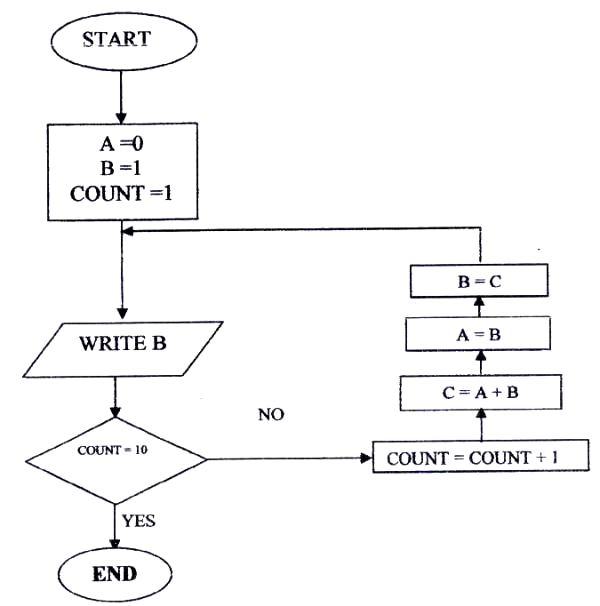 START
A =0
B =1
COUNT =1
B = C
WRITE B
A = B
C = A + B
NO
COUNT = 10
COUNT = COUNT + 1
YES
END